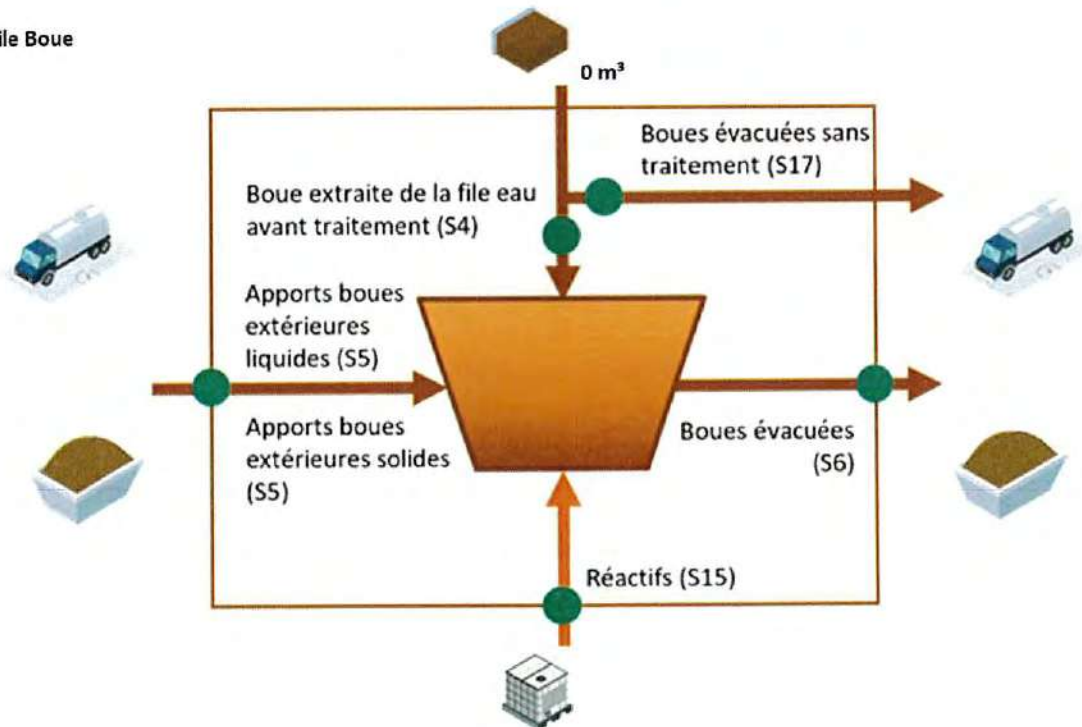 ile Boue
0 m³
Boues évacuées sans
traitement (S17)
Boue extraite de la file eau
avant traitement (S4)
Apports boues
extérieures
liquides (S5)
Apports boues
extérieures solides
(S5)
Boues évacuées
(S6)
Réactifs (S15)